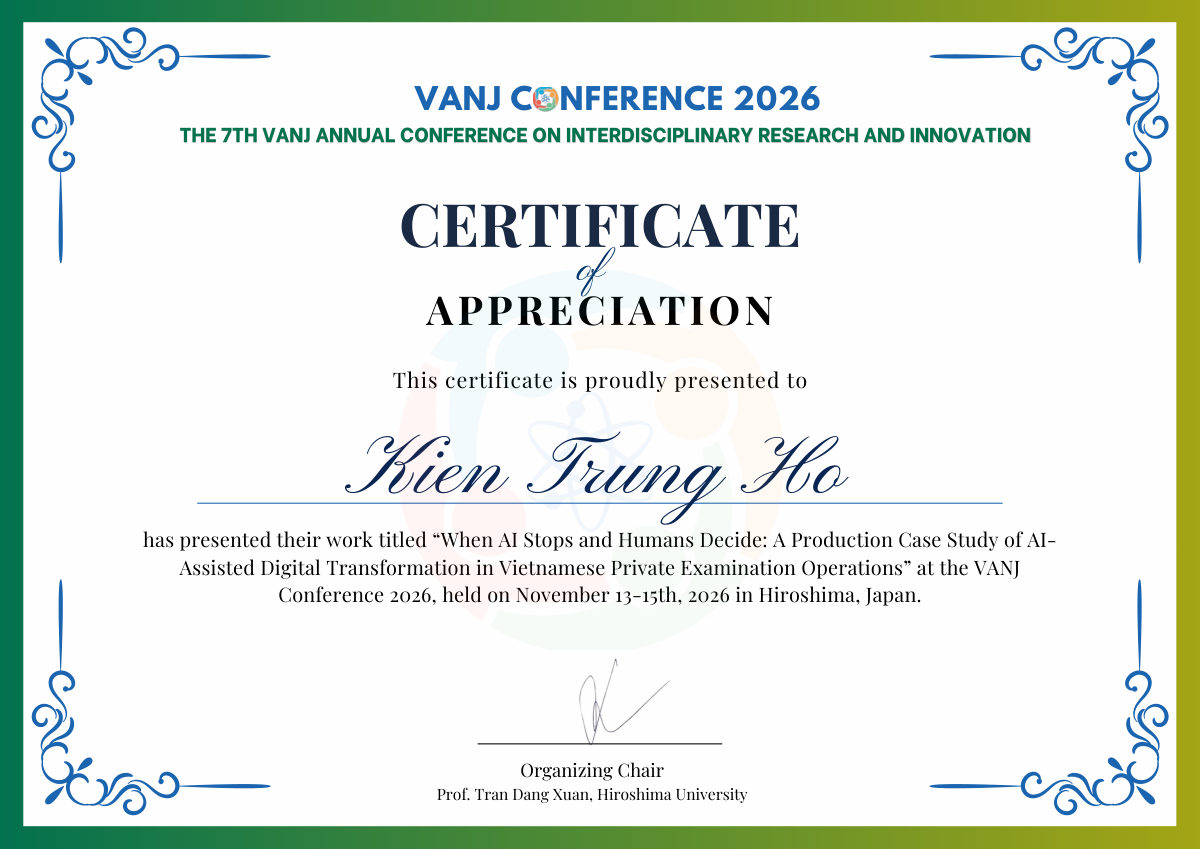 VANJ CONFERENCE 2026
THE 7TH VANJ ANNUAL CONFERENCE ON INTERDISCIPLINARY RESEARCH AND INNOVATION
CERTIFICATE
of
APPRECIATION
This certificate is proudly presented to
Kien Trung Ho
has presented their work titled “When AI Stops and Humans Decide: A Production Case Study of AI-
Assisted Digital Transformation in Vietnamese Private Examination Operations” at the VANJ
Conference 2026, held on November 13-15th, 2026 in Hiroshima, Japan.
Organizing Chair
Prof. Tran Dang Xuan, Hiroshima University